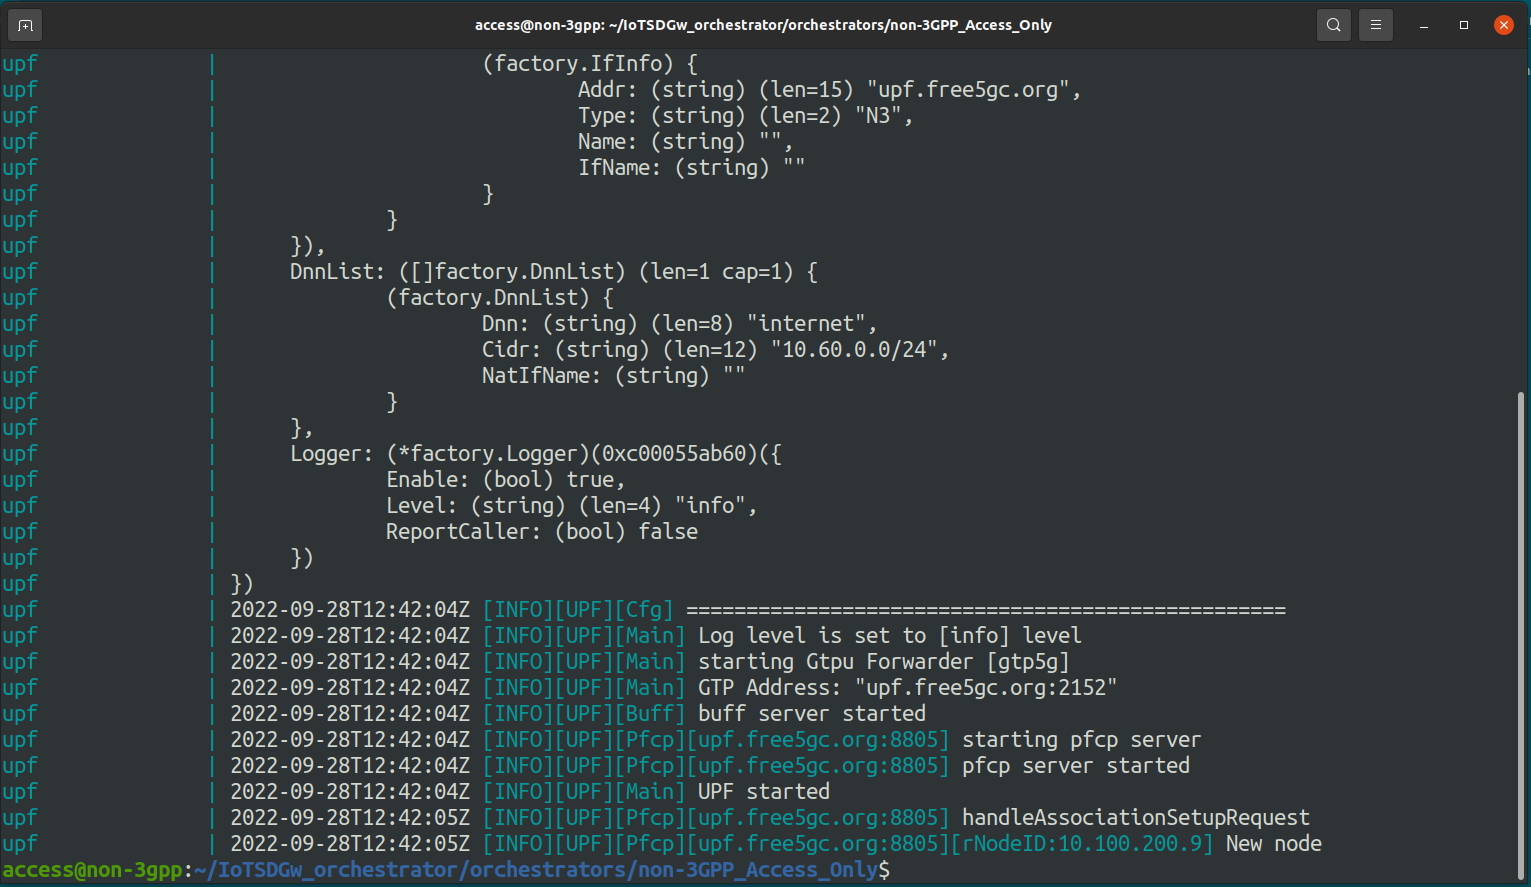 access@non-3gpp: ~/IoTSDGw_orchestrator/orchestrators/non-3GPP_Access_Only
upf | (factory.IfInfo) {
upf | Addr: (string) (len=15) "upf.free5gc.org",
upf | Type: (string) (len=2) "N3",
upf | Name: (string) "",
upf | IfName: (string) ""
upf | }
upf | }
upf | }),
upf | DnnList: ([]factory.DnnList) (len=1 cap=1) {
upf | (factory.DnnList) {
upf | Dnn: (string) (len=8) "internet",
upf | Cidr: (string) (len=12) "10.60.0.0/24",
upf | NatIfName: (string) ""
upf | }
upf | },
upf | Logger: (*factory.Logger)(0xc00055ab60)({
upf | Enable: (bool) true,
upf | Level: (string) (len=4) "info",
upf | ReportCaller: (bool) false
upf | })
upf | })
upf | 2022-09-28T12:42:04Z [INFO][UPF][Cfg] ==================================================
upf | 2022-09-28T12:42:04Z [INFO][UPF][Main] Log level is set to [info] level
upf | 2022-09-28T12:42:04Z [INFO][UPF][Main] starting Gtpu Forwarder [gtp5g]
upf | 2022-09-28T12:42:04Z [INFO][UPF][Main] GTP Address: "upf.free5gc.org:2152"
upf | 2022-09-28T12:42:04Z [INFO][UPF][Buff] buff server started
upf | 2022-09-28T12:42:04Z [INFO][UPF][Pfcp][upf.free5gc.org:8805] starting pfcp server
upf | 2022-09-28T12:42:04Z [INFO][UPF][Pfcp][upf.free5gc.org:8805] pfcp server started
upf | 2022-09-28T12:42:04Z [INFO][UPF][Main] UPF started
upf | 2022-09-28T12:42:05Z [INFO][UPF][Pfcp][upf.free5gc.org:8805] handleAssociationSetupRequest
upf | 2022-09-28T12:42:05Z [INFO][UPF][Pfcp][upf.free5gc.org:8805][rNodeID:10.100.200.9] New node
access@non-3gpp:~/IoTSDGw_orchestrator/orchestrators/non-3GPP_Access_Only$